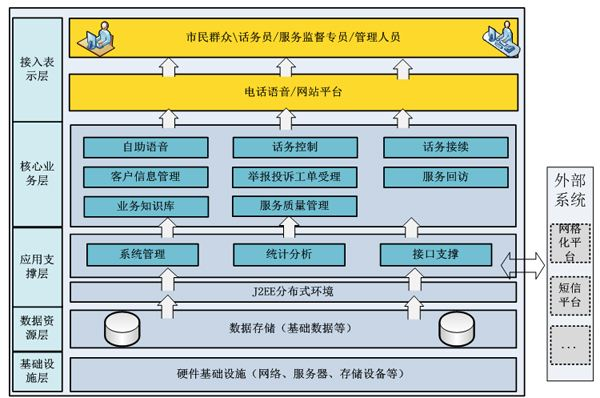 接入表
示层
市民群众\话务员/服务监督专员/管理人员
电话语音/网站平台
核心业
务层
自助语音
话务控制
话务接续
客户信息管理
举报投诉工单受理
服务回访
业务知识库
服务质量管理
应用支
撑层
系统管理
统计分析
接口支撑
J2EE分布式环境
数据资
源层
数据存储（基础数据等）
基础设
施层
硬件基础设施（网络、服务器、存储设备等）
外部
系统
网格
化平
台
短信
平台
...